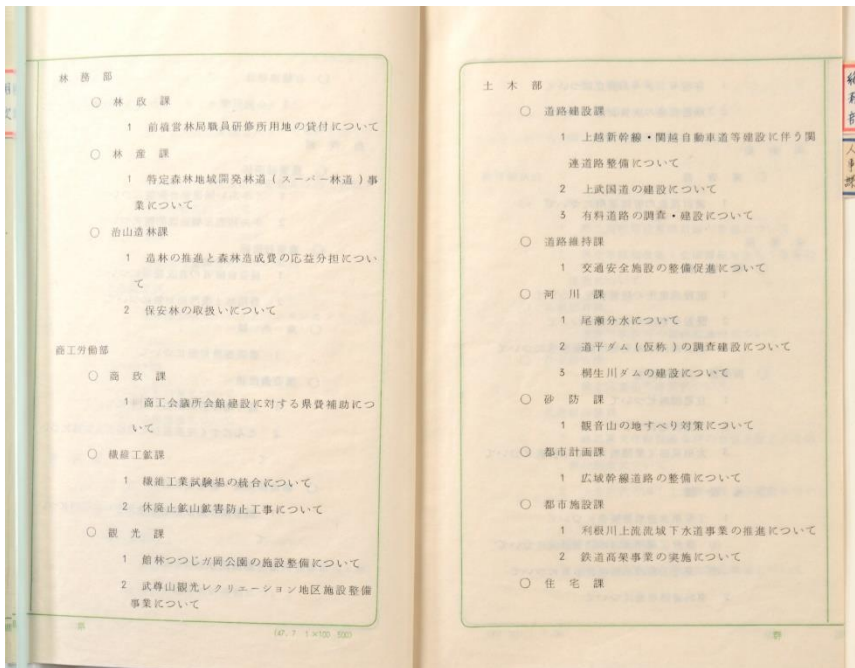 林務部
○ 林政課
1 前橋営林局職員研修所用地の貸付について
○ 林産課
1 特定森林地域開発林道(スーパー林道)事
業について
○ 治山造林課
1 造林の推進と森林造成費の応益分担につい
て
2 保安林の取扱いについて
商工労働部
○ 商政課
1 商工会議所会館建設に対する県費補助につ
いて
○ 繊維工鉱課
1 繊維工業試験場の統合について
2 休廃止鉱山鉱害防止工事について
○ 観光課
1 館林つつじガ岡公園の施設整備について
2 武尊山観光レクリエーション地区施設整備
事業について
(47. 7 1×100 500)
土木部
○ 道路建設課
1 上越新幹線・関越自動車道等建設に伴う関
連道路整備について
2 上武国道の建設について
3 有料道路の調査・建設について
○ 道路維持課
1 交通安全施設の整備促進について
○ 河川課
1 尾瀬分水について
2 道平ダム(仮称)の調査建設について
3 桐生川ダムの建設について
○ 砂防課
1 観音山の地すべり対策について
○ 都市計画課
1 広域幹線道路の整備について
○ 都市施設課
1 利根川上流流域下水道事業の推進について
2 鉄道高架事業の実施について
○ 住宅課